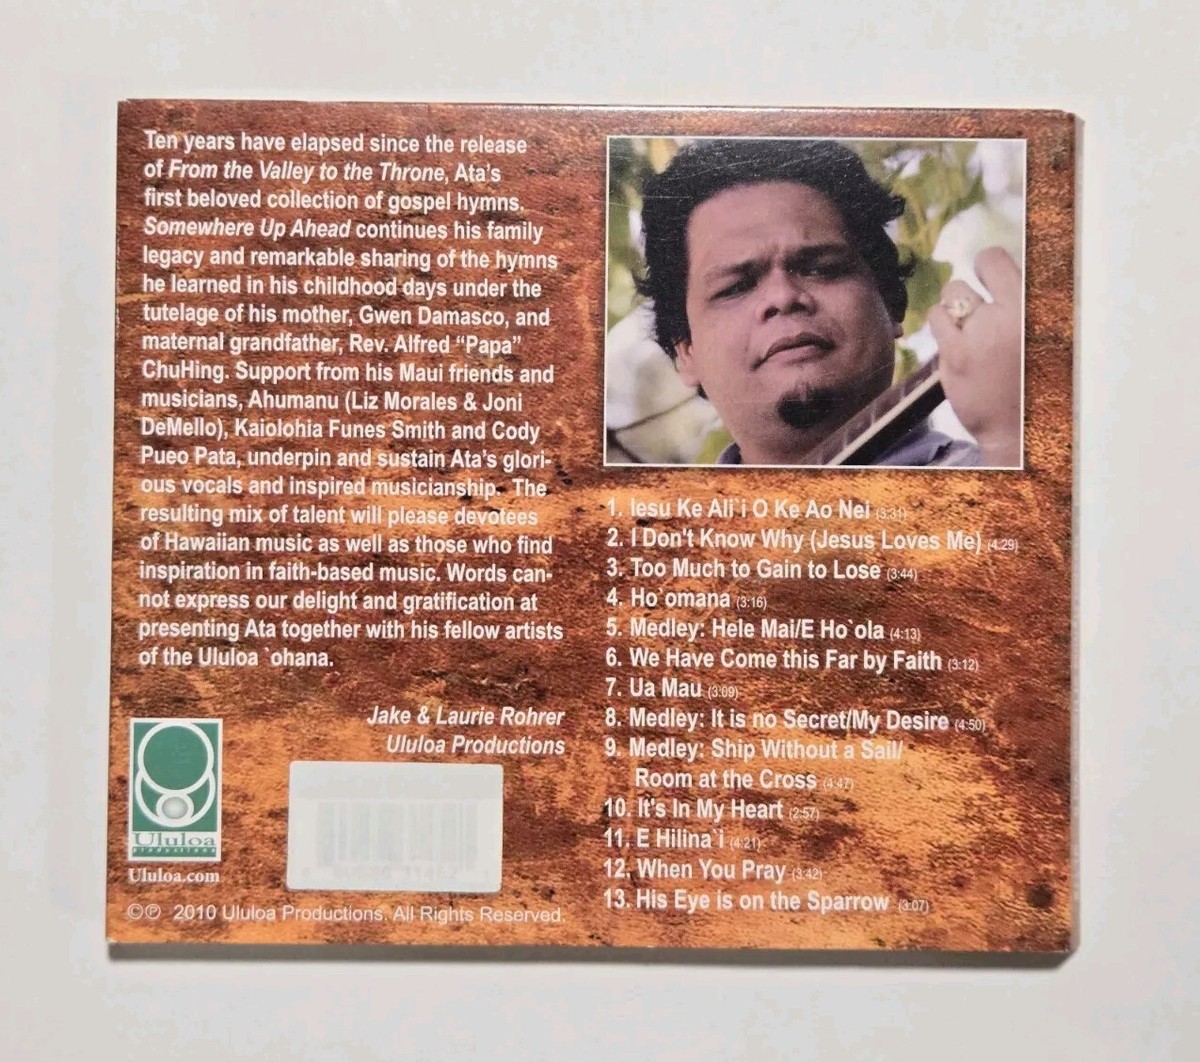 Ten years have elapsed since the release
of From the Valley to the Throne, Ata's
first beloved collection of gospel hymns.
Somewhere Up Ahead continues his family
legacy and remarkable sharing of the hymns
he learned in his childhood days under the
tutelage of his mother, Gwen Damasco, and
maternal grandfather, Rev. Alfred “Papa”
ChuHing. Support from his Maui friends and
musicians, Ahumanu (Liz Morales & Joni
DeMello), Kaiolohia Funes Smith and Cody
Pueo Pata, underpin and sustain Ata's glori-
ous vocals and inspired musicianship. The
resulting mix of talent will please devotees
of Hawaiian music as well as those who find
inspiration in faith-based music. Words can-
not express our delight and gratification at
presenting Ata together with his fellow artists
of the Ululoa `ohana.
Jake & Laurie Rohrer
Ululoa Productions
Ululoa
productions
Ululoa.com
©℗ 2010 Ululoa Productions. All Rights Reserved.
1. Iesu Ke Ali`i O Ke Ao Nei (3:31)
2. I Don't Know Why (Jesus Loves Me) (4:29)
3. Too Much to Gain to Lose (3:44)
4. Ho`omana (3:16)
5. Medley: Hele Mai/E Ho`ola (4:13)
6. We Have Come this Far by Faith (3:12)
7. Ua Mau (3:09)
8. Medley: It is no Secret/My Desire (4:50)
9. Medley: Ship Without a Sail/
Room at the Cross (4:47)
10. It's In My Heart (2:57)
11. E Hilina`i (4:21)
12. When You Pray (3:42)
13. His Eye is on the Sparrow (3:07)